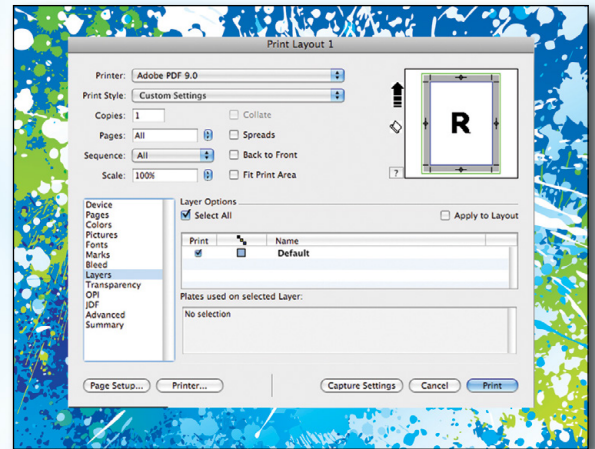 Print Layout 1
Printer: Adobe PDF 9.0
Print Style: Custom Settings
Copies: 1 Collate
Pages: All Spreads
Sequence: All Back to Front
Scale: 100% Fit Print Area
R
?
Device
Pages
Colors
Pictures
Fonts
Marks
Bleed
Layers
Transparency
OPI
JDF
Advanced
Summary
Layer Options
Select All Apply to Layout
Print Name
Default
Plates used on selected Layer:
No selection
Page Setup... Printer... Capture Settings Cancel Print